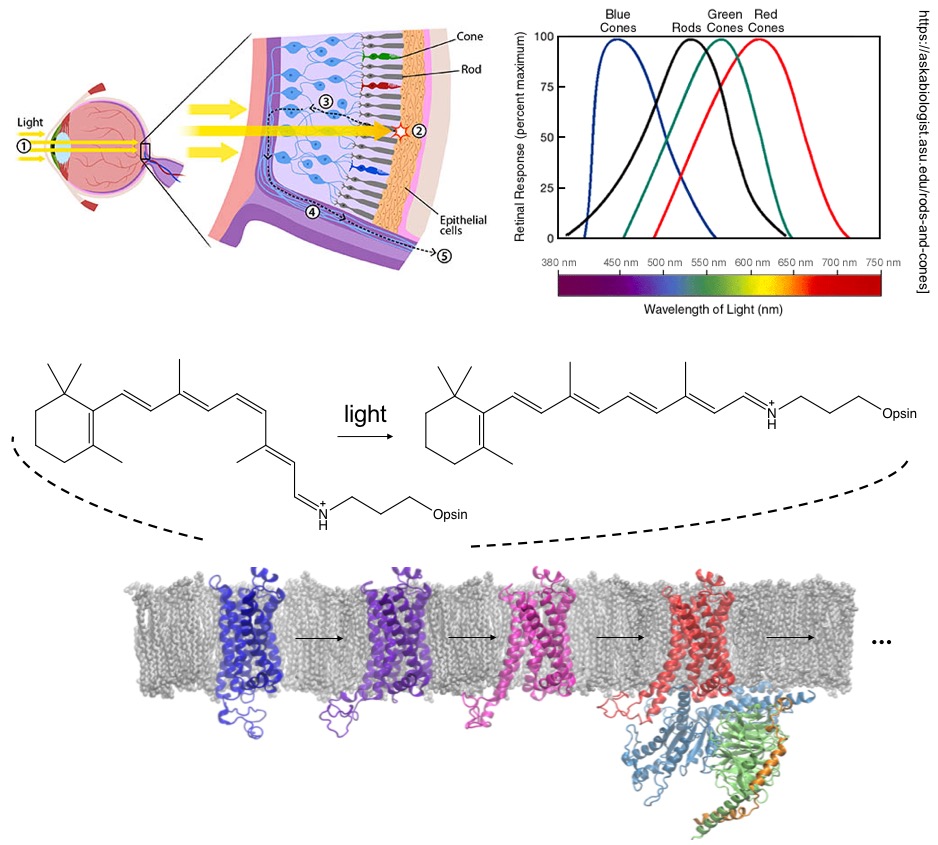 Light
①
②
③
④
⑤
Cone
Rod
Epithelial
cells
Blue
Cones
Rods
Green
Cones
Red
Cones
Retinal Response (percent maximum)
100
75
50
25
0
380 nm
450 nm
500 nm
550 nm
600 nm
650 nm
700 nm
750 nm
Wavelength of Light (nm)
https://askabiologist.asu.edu/rods-and-cones]
light
+
N
H
Opsin
+
N
H
Opsin
...